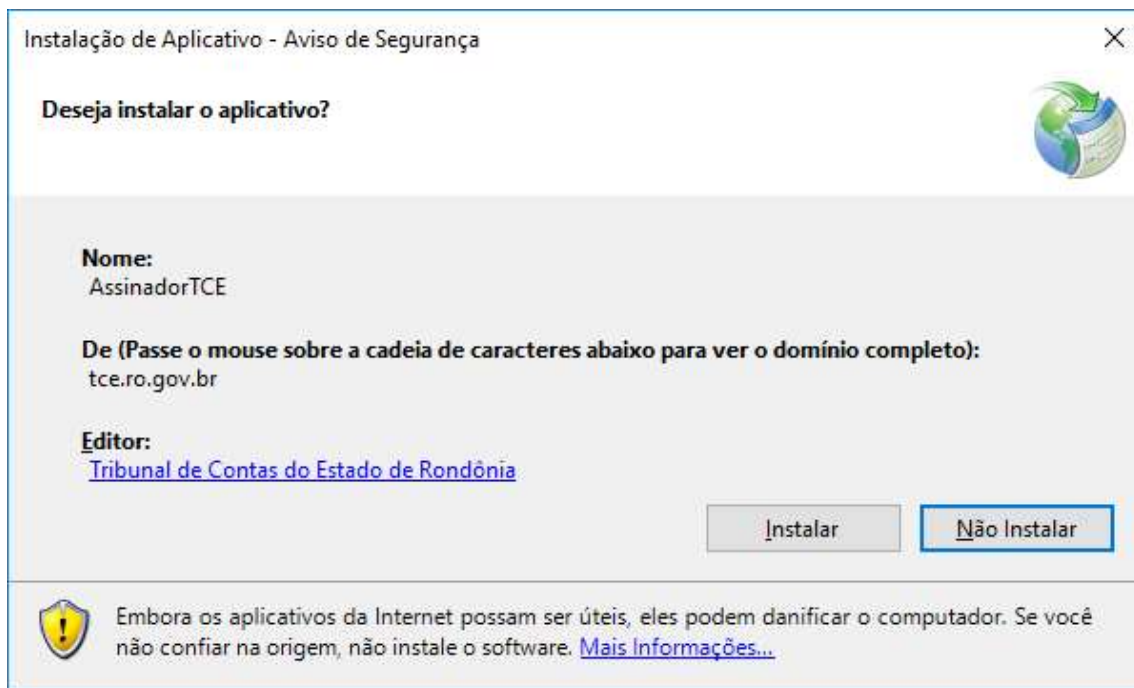 Instalação de Aplicativo - Aviso de Segurança
Deseja instalar o aplicativo?
Nome:
AssinadorTCE
De (Passe o mouse sobre a cadeia de caracteres abaixo para ver o domínio completo):
tce.ro.gov.br
Editor:
Tribunal de Contas do Estado de Rondônia
Instalar
Não Instalar
Embora os aplicativos da Internet possam ser úteis, eles podem danificar o computador. Se você
não confiar na origem, não instale o software. Mais Informações...